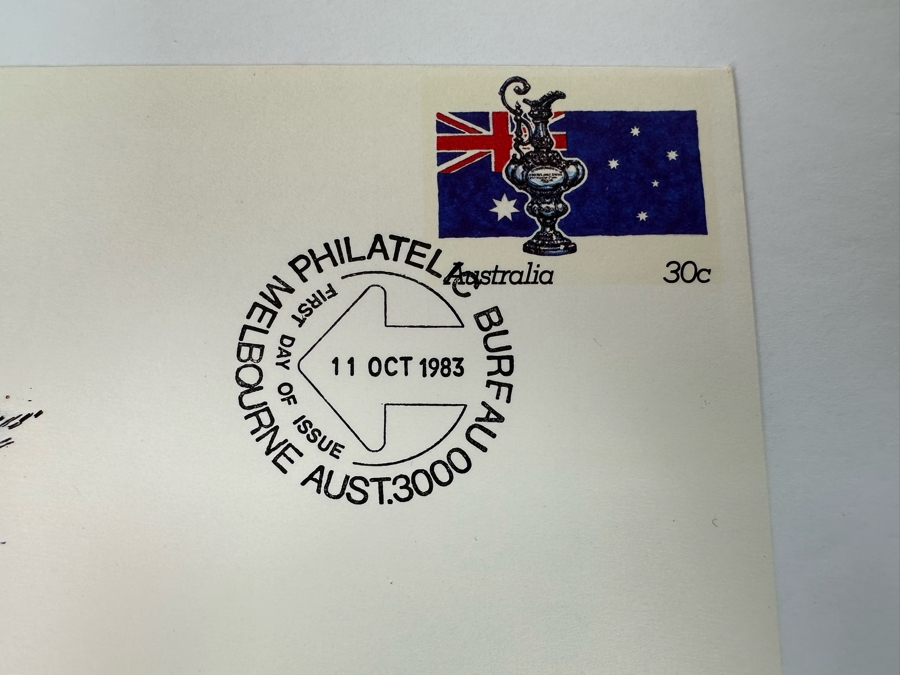 Australia 30c
PHILATELIC BUREAU
MELBOURNE AUST.3000
FIRST DAY OF ISSUE
11 OCT 1983